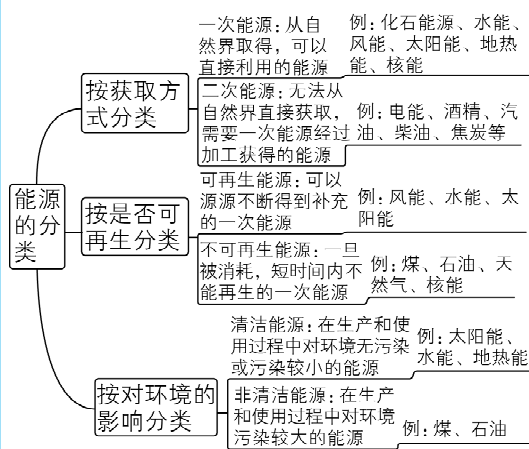 能源
的分
类
按获取方
式分类
一次能源：从自
然界取得，可以
直接利用的能源
例：化石能源、水能、
风能、太阳能、地热
能、核能
二次能源：无法从
自然界直接获取，
需要一次能源经过
加工获得的能源
例：电能、酒精、汽
油、柴油、焦炭等
按是否可
再生分类
可再生能源：可以
源源不断得到补充
的一次能源
例：风能、水能、太
阳能
不可再生能源：一旦
被消耗，短时间内不
能再生的一次能源
例：煤、石油、天
然气、核能
按对环境的
影响分类
清洁能源：在生产和使
用过程中对环境无污染
或污染较小的能源
例：太阳能、
水能、地热能
非清洁能源：在生产
和使用过程中对环境
污染较大的能源
例：煤、石油